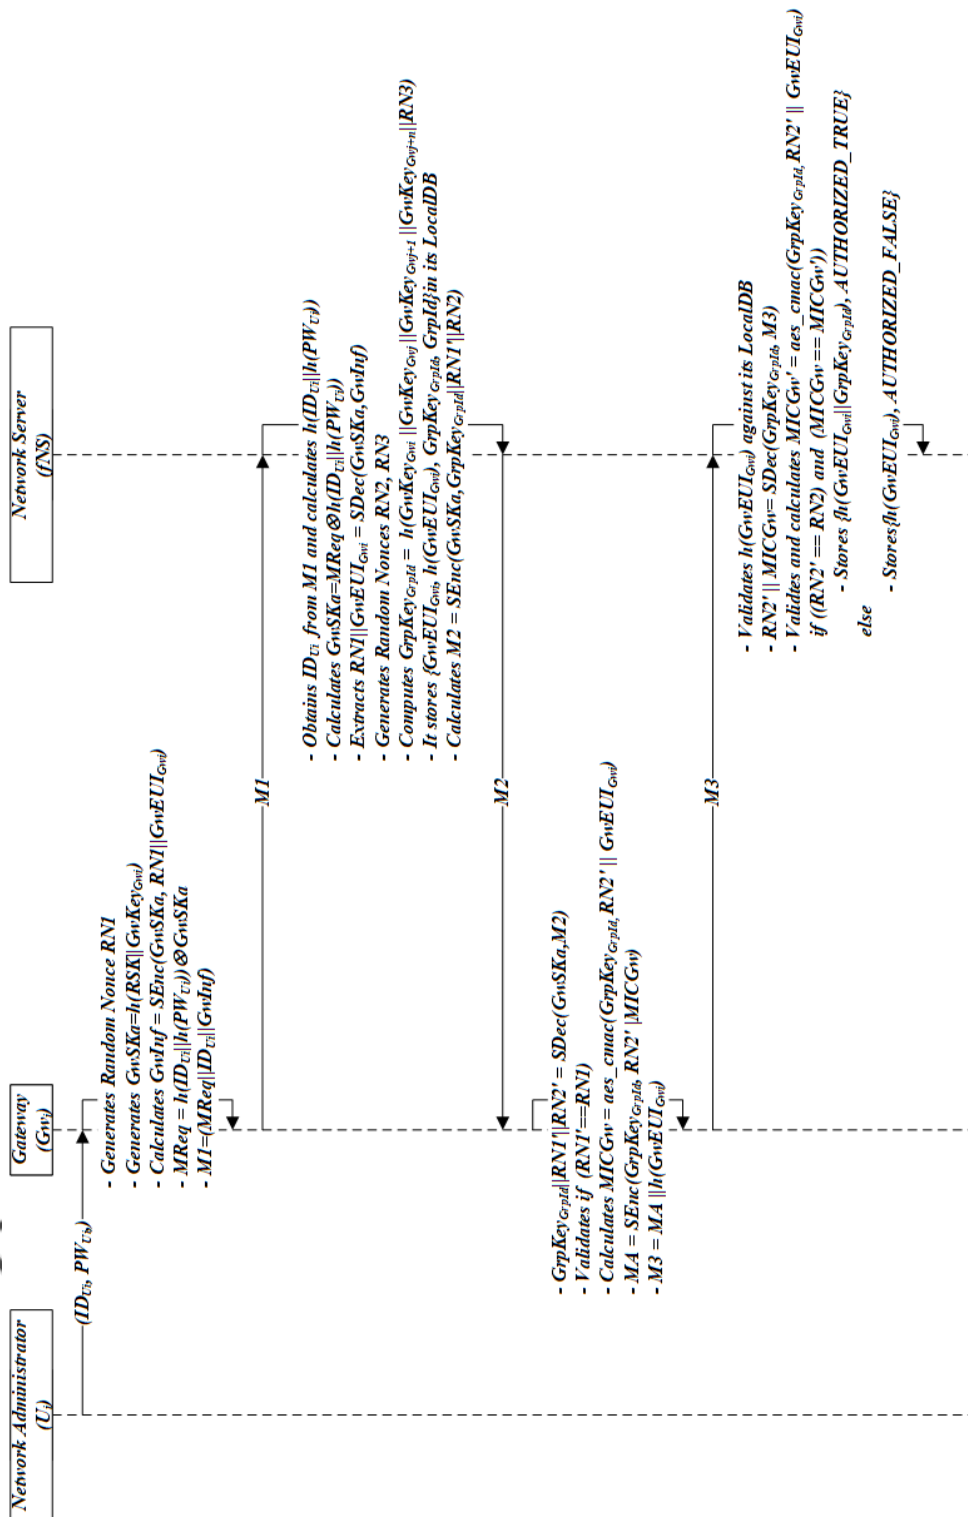 Network Administrator
(Ui)
Gateway
(Gwi)
Network Server
(fNS)
(IDUi, PWUi)
- Generates Random Nonce RN1
- Generates GwSKa=h(RSK||GwKeyGwi)
- Calculates GwInf = SEnc(GwSKa, RN1||GwEUIGwi)
- MReq = h(IDUi||h(PWUi))⊗GwSKa
- M1=(MReq||IDUi||GwInf)
M1
- Obtains IDUi from M1 and calculates h(IDUi||h(PWUi))
- Calculates GwSKa=MReq⊗h(IDUi||h(PWUi))
- Extracts RN1||GwEUIGwi = SDec(GwSKa,GwInf)
- Generates Random Nonces RN2, RN3
- Computes GrpKeyGrpId = h(GwKeyGwi ||GwKeyGwj ||GwKeyGwj+1 ||GwKeyGwj+n||RN3)
- It stores {GwEUIGwi, h(GwEUIGwi), GrpKeyGrpId, GrpId}in its LocalDB
- Calculates M2 = SEnc(GwSKa,GrpKeyGrpId||RN1'||RN2)
M2
- GrpKeyGrpId||RN1'||RN2' = SDec(GwSKa,M2)
- Validates if (RN1'==RN1)
- Calculates MICGw = aes_cmac(GrpKeyGrpId,RN2' || GwEUIGwi)
- MA = SEnc(GrpKeyGrpId, RN2' |MICGw)
- M3 = MA ||h(GwEUIGwi)
M3
- Validates h(GwEUIGwi) against its LocalDB
- RN2' || MICGw= SDec(GrpKeyGrpId, M3)
- Validtes and calculates MICGw' = aes_cmac(GrpKeyGrpId,RN2' || GwEUIGwi)
if ((RN2' == RN2) and (MICGw == MICGw'))
- Stores {h(GwEUIGwi||GrpKeyGrpId), AUTHORIZED_TRUE}
else
- Stores{h(GwEUIGwi), AUTHORIZED_FALSE}